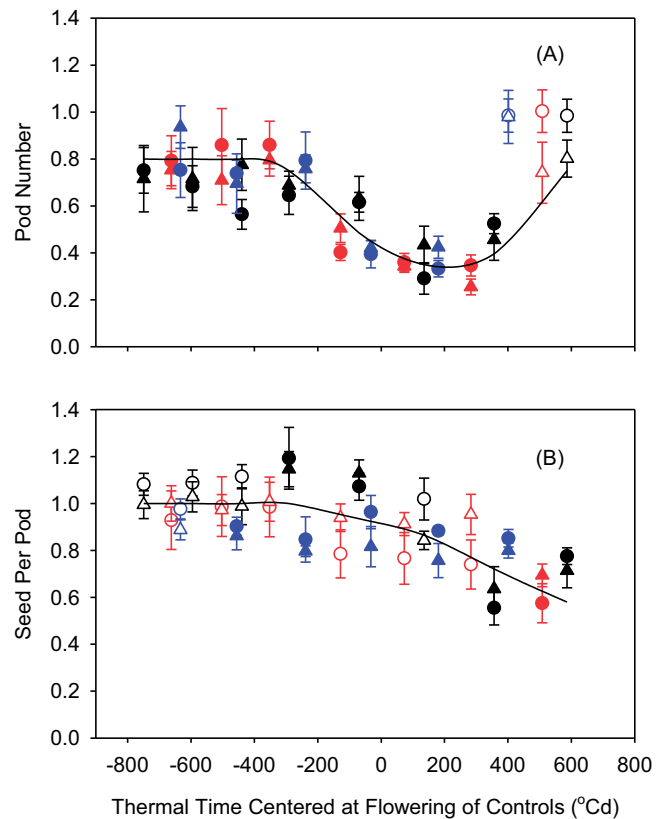 (A)
Pod Number
1.4
1.2
1.0
0.8
0.6
0.4
0.2
0.0
(B)
Seed Per Pod
1.4
1.2
1.0
0.8
0.6
0.4
0.2
0.0
-800 -600 -400 -200 0 200 400 600 800
Thermal Time Centered at Flowering of Controls (°Cd)